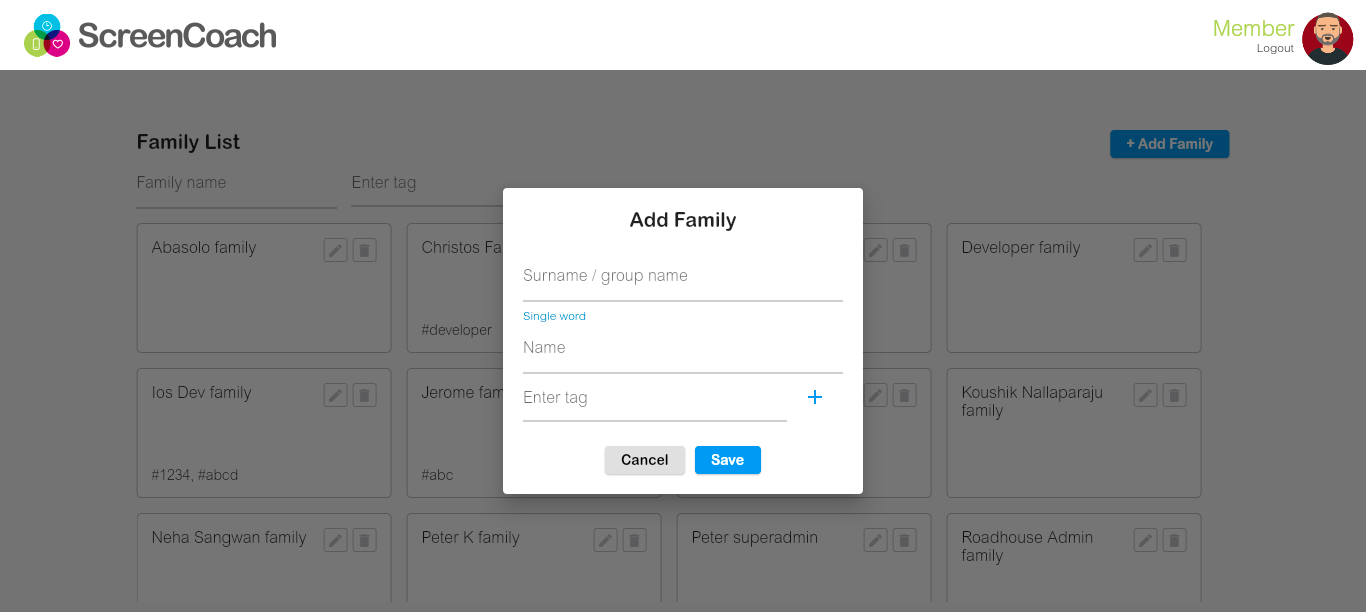 ScreenCoach
Member
Logout
Family List
+ Add Family
Family name
Enter tag
Add Family
Surname / group name
Single word
Name
Enter tag
Cancel
Save
Abasolo family
Christos Fa
Developer family
#developer
Ios Dev family
Jerome fam
Koushik Nallaparaju
family
#1234, #abcd
#abc
Neha Sangwan family
Peter K family
Peter superadmin
Roadhouse Admin
family